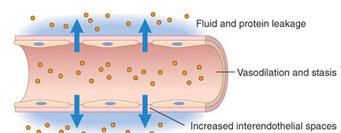 Fluid and protein leakage
Vasodilation and stasis
Increased interendothelial spaces